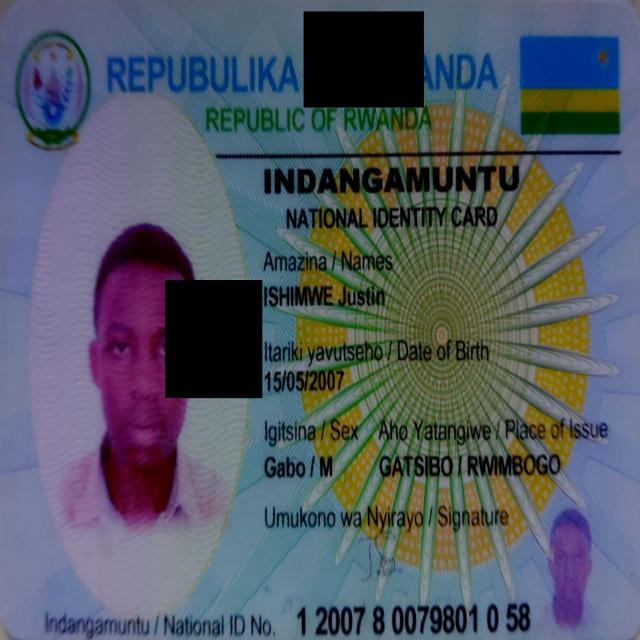 REPUBULIKA ANDA
REPUBLIC OF RWANDA
INDANGAMUNTU
NATIONAL IDENTITY CARD
Amazina / Names
ISHIMWE Justin
Itariki yavutseho / Date of Birth
15/05/2007
Igitsina / Sex Aho Yatangiwe / Place of Issue
Gabo / M GATSIBO / RWIMBOGO
Umukono wa Nyirayo / Signature
Indangamuntu / National ID No. 1 2007 8 0079801 0 58